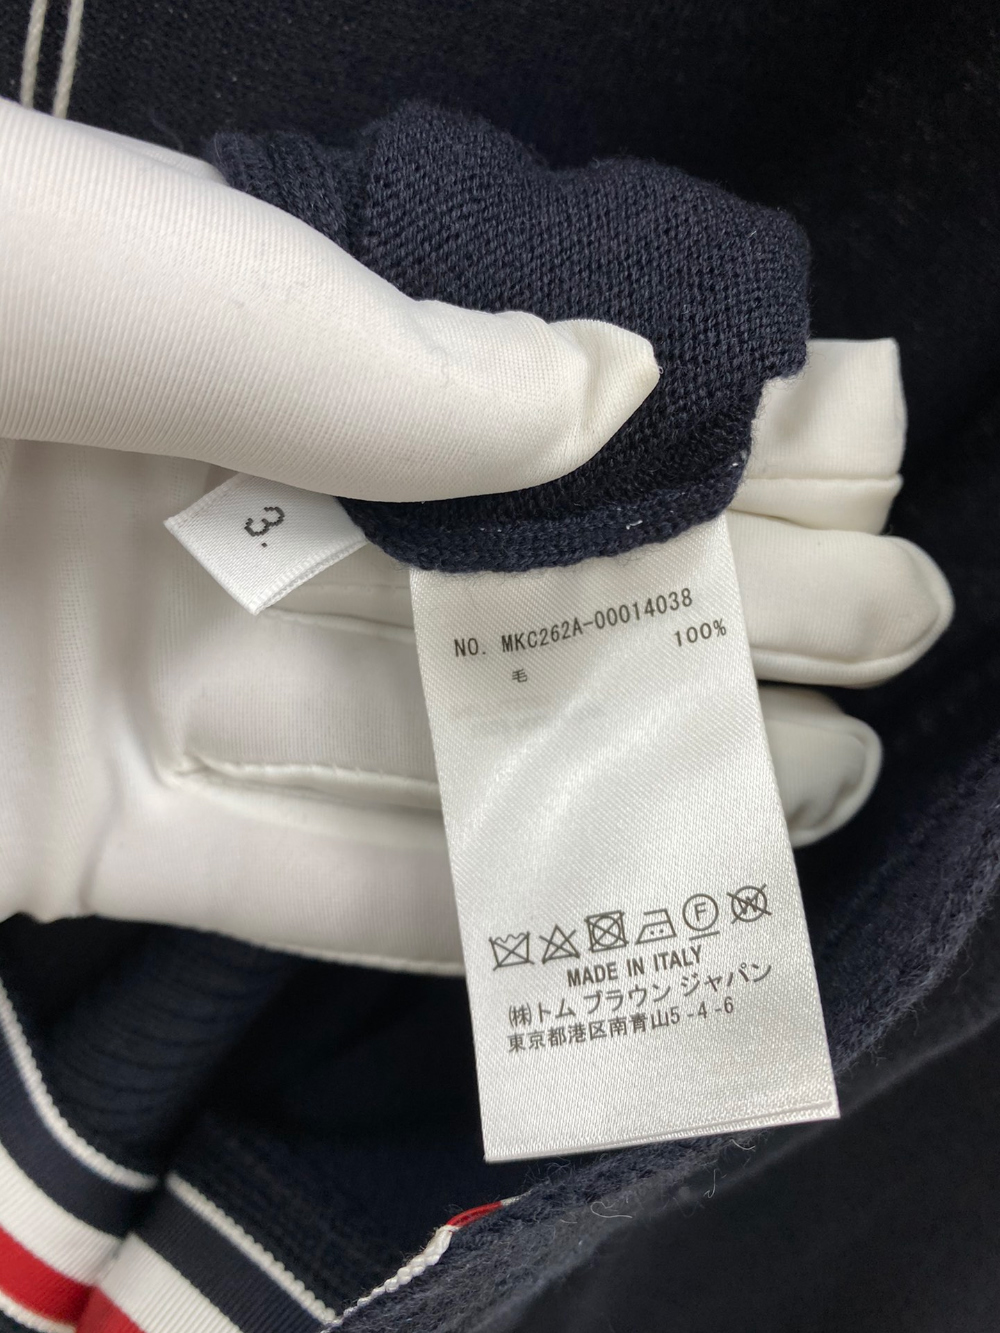 3.
NO. MKC262A-00014038
100%
毛
F
W
MADE IN ITALY
㈱トム ブラウン ジャパン
東京都港区南青山5-4-6